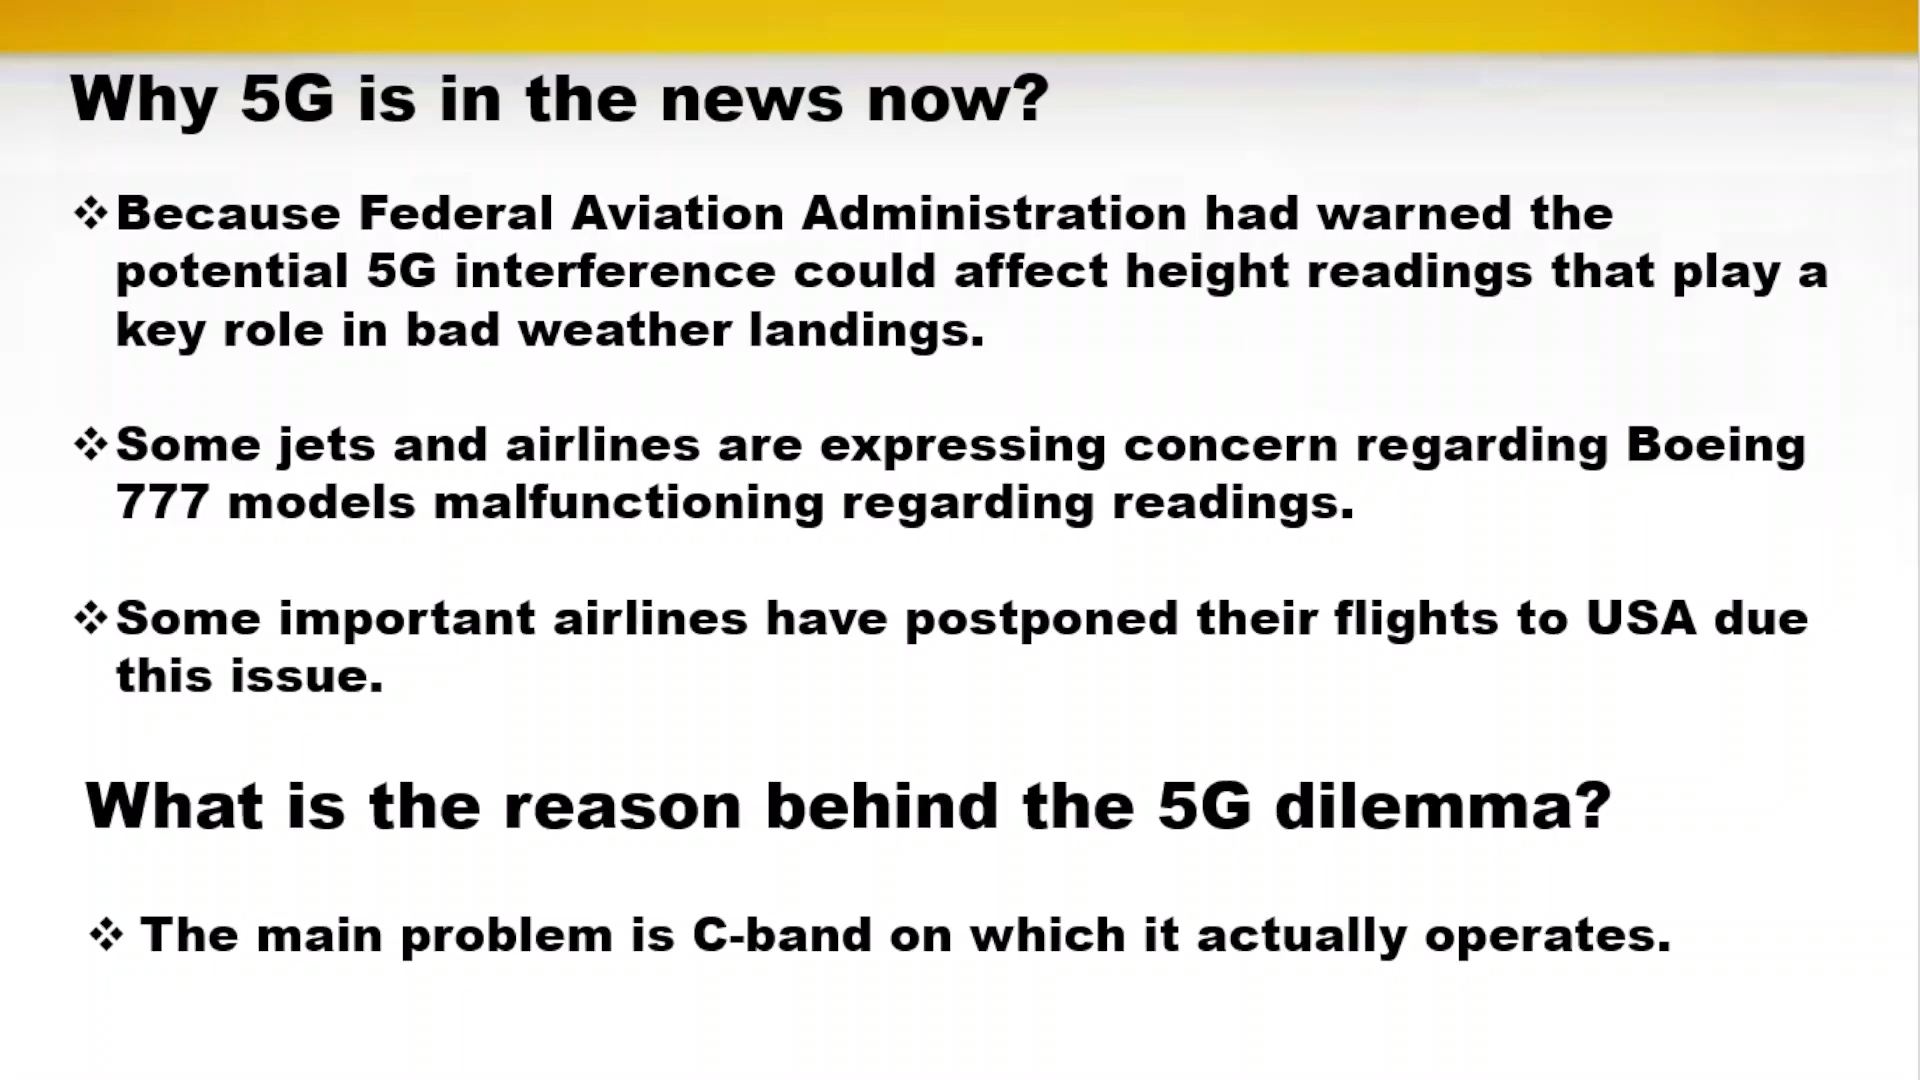 Why 5G is in the news now?
❖Because Federal Aviation Administration had warned the
potential 5G interference could affect height readings that play a
key role in bad weather landings.
❖Some jets and airlines are expressing concern regarding Boeing
777 models malfunctioning regarding readings.
❖Some important airlines have postponed their flights to USA due
this issue.
What is the reason behind the 5G dilemma?
❖ The main problem is C-band on which it actually operates.